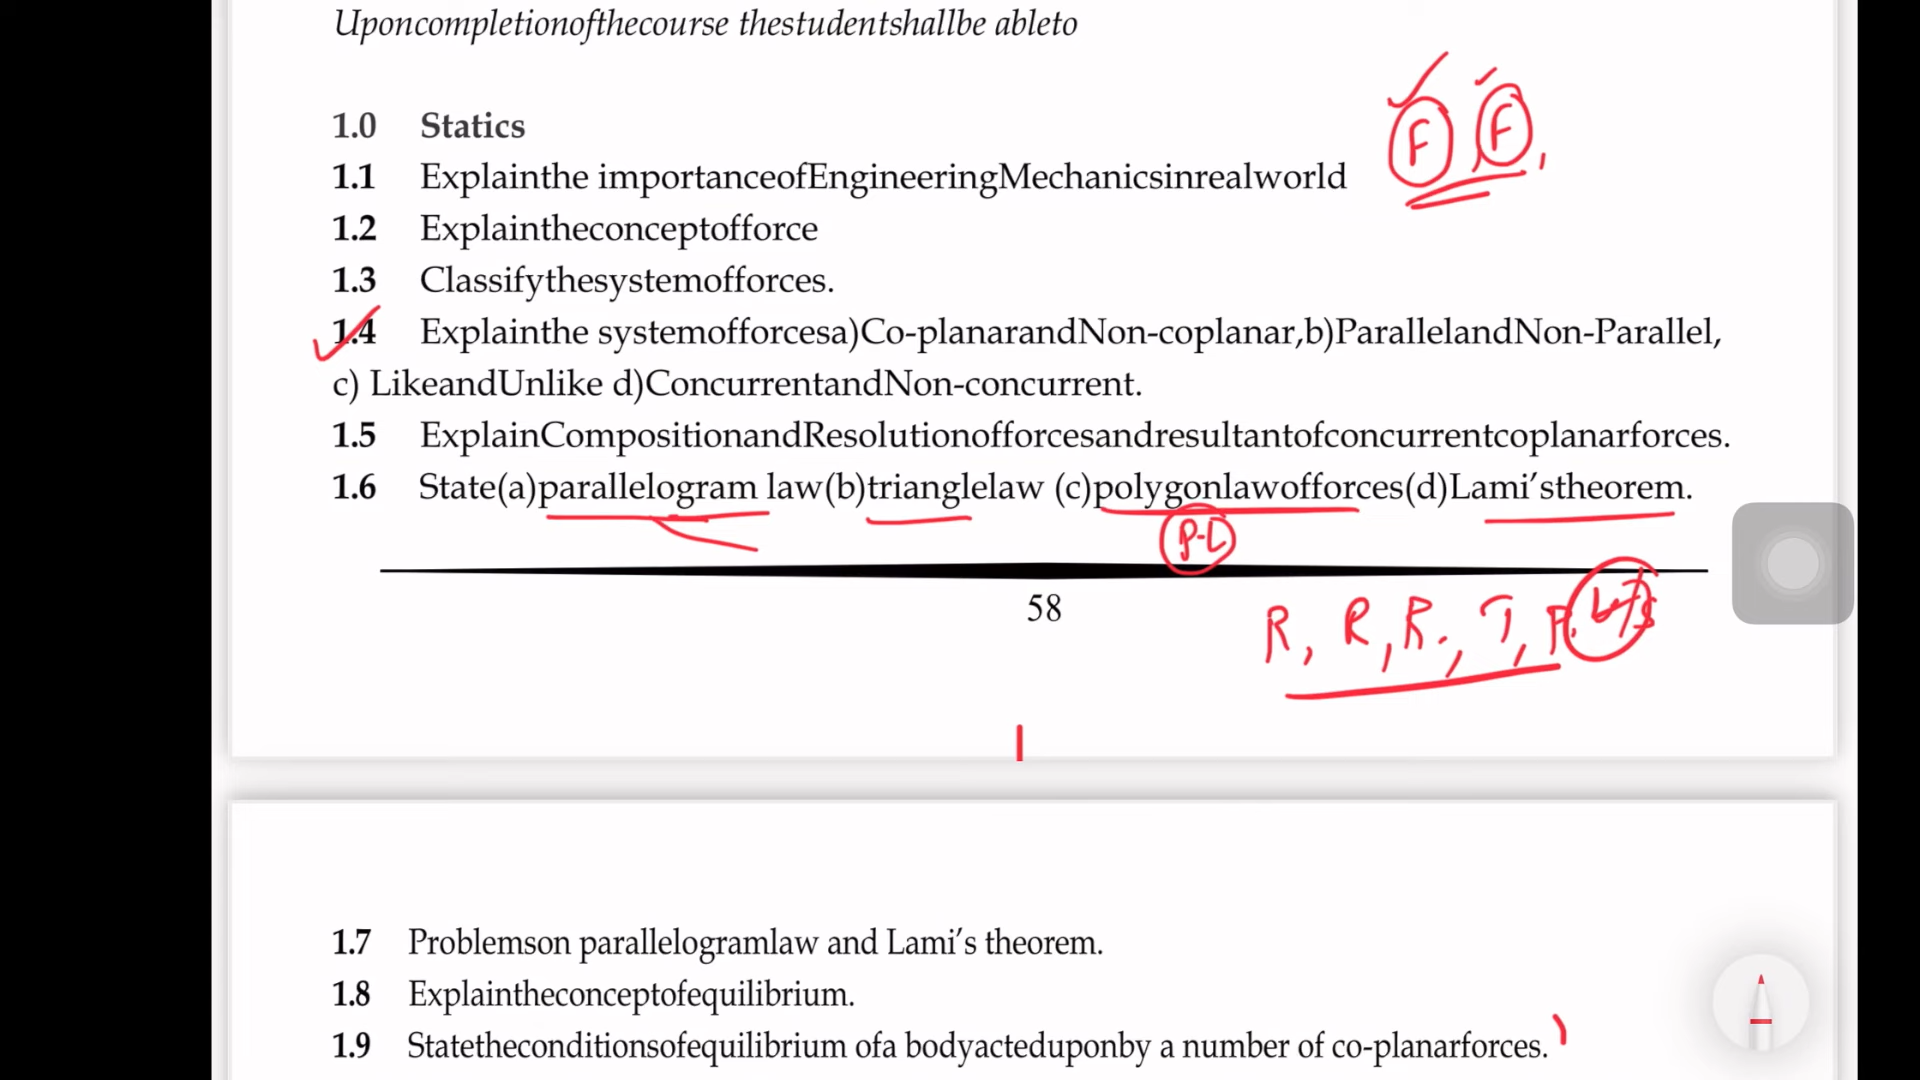 Uponcompletionofthecourse thestudentshallbe ableto
1.0 Statics
F F,
1.1 Explainthe importanceofEngineeringMechanicsinrealworld
1.2 Explaintheconceptofforce
1.3 Classifythesystemofforces.
1.4 Explainthe systemofforcesa)Co-planarandNon-coplanar,b)ParallelandNon-Parallel,
c) LikeandUnlike d)ConcurrentandNon-concurrent.
1.5 ExplainCompositionandResolutionofforcesandresultantofconcurrentcoplanarforces.
1.6 State(a)parallelogram law(b)trianglelaw (c)polygonlawofforces(d)Lami'stheorem.
P-L
58
R, R, R, T, P.
1.7 Problemson parallelogramlaw and Lami's theorem.
1.8 Explaintheconceptofequilibrium.
1.9 Statetheconditionsofequilibrium ofa bodyacteduponby a number of co-planarforces.